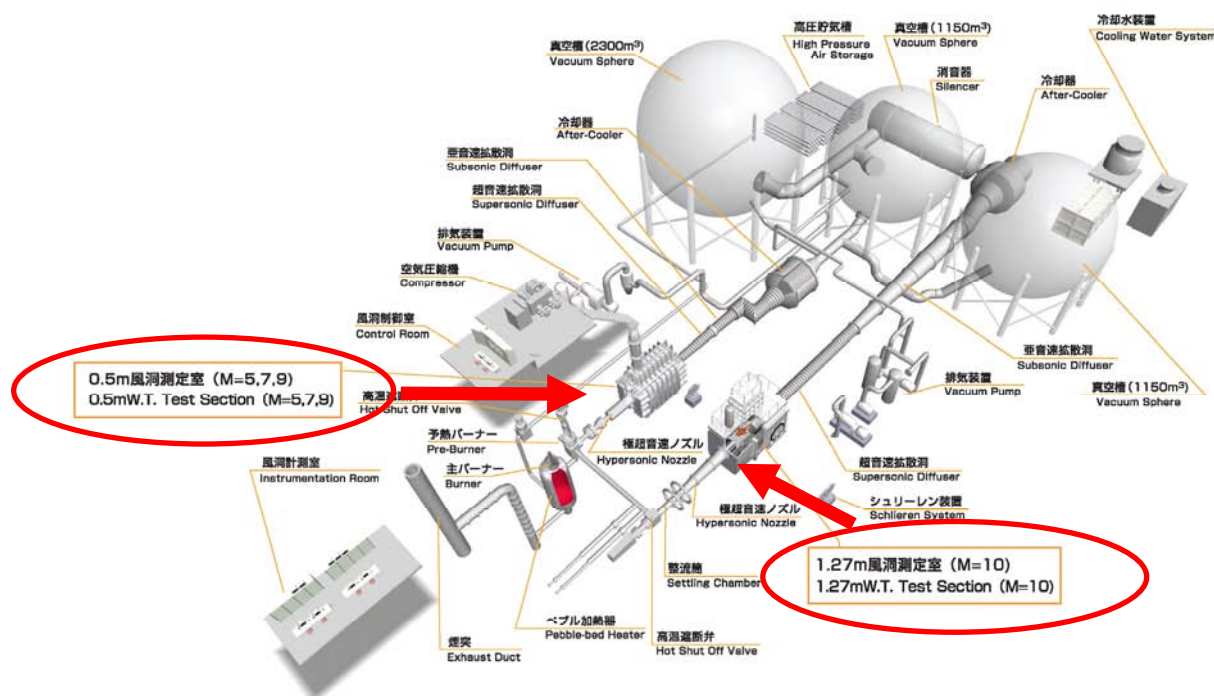 高圧貯気槽
High Pressure
Air Storage
真空槽(1150m³)
Vacuum Sphere
冷却水装置
Cooling Water System
真空槽(2300m³)
Vacuum Sphere
消音器
Silencer
冷却器
After-Cooler
冷却器
After-Cooler
亜音速拡散洞
Subsonic Diffuser
超音速拡散洞
Supersonic Diffuser
排気装置
Vacuum Pump
空気圧縮機
Compressor
風洞制御室
Control Room
0.5m風洞測定室(M=5,7,9)
0.5mW.T. Test Section(M=5,7,9)
高温遮断
Hot Shut Off Valve
予熱バーナー
Pre-Burner
主バーナー
Burner
極超音速ノズル
Hypersonic Nozzle
風洞計測室
Instrumentation Room
亜音速拡散洞
Subsonic Diffuser
排気装置
Vacuum Pump
真空槽(1150m³)
Vacuum Sphere
超音速拡散洞
Supersonic Diffuser
シュリーレン装置
Schlieren System
極超音速ノズル
Hypersonic Nozzle
1.27m風洞測定室(M=10)
1.27mW.T. Test Section(M=10)
整流筒
Settling Chamber
ペブル加熱器
Pebble-bed Heater
高温遮断弁
Hot Shut Off Valve
煙突
Exhaust Duct